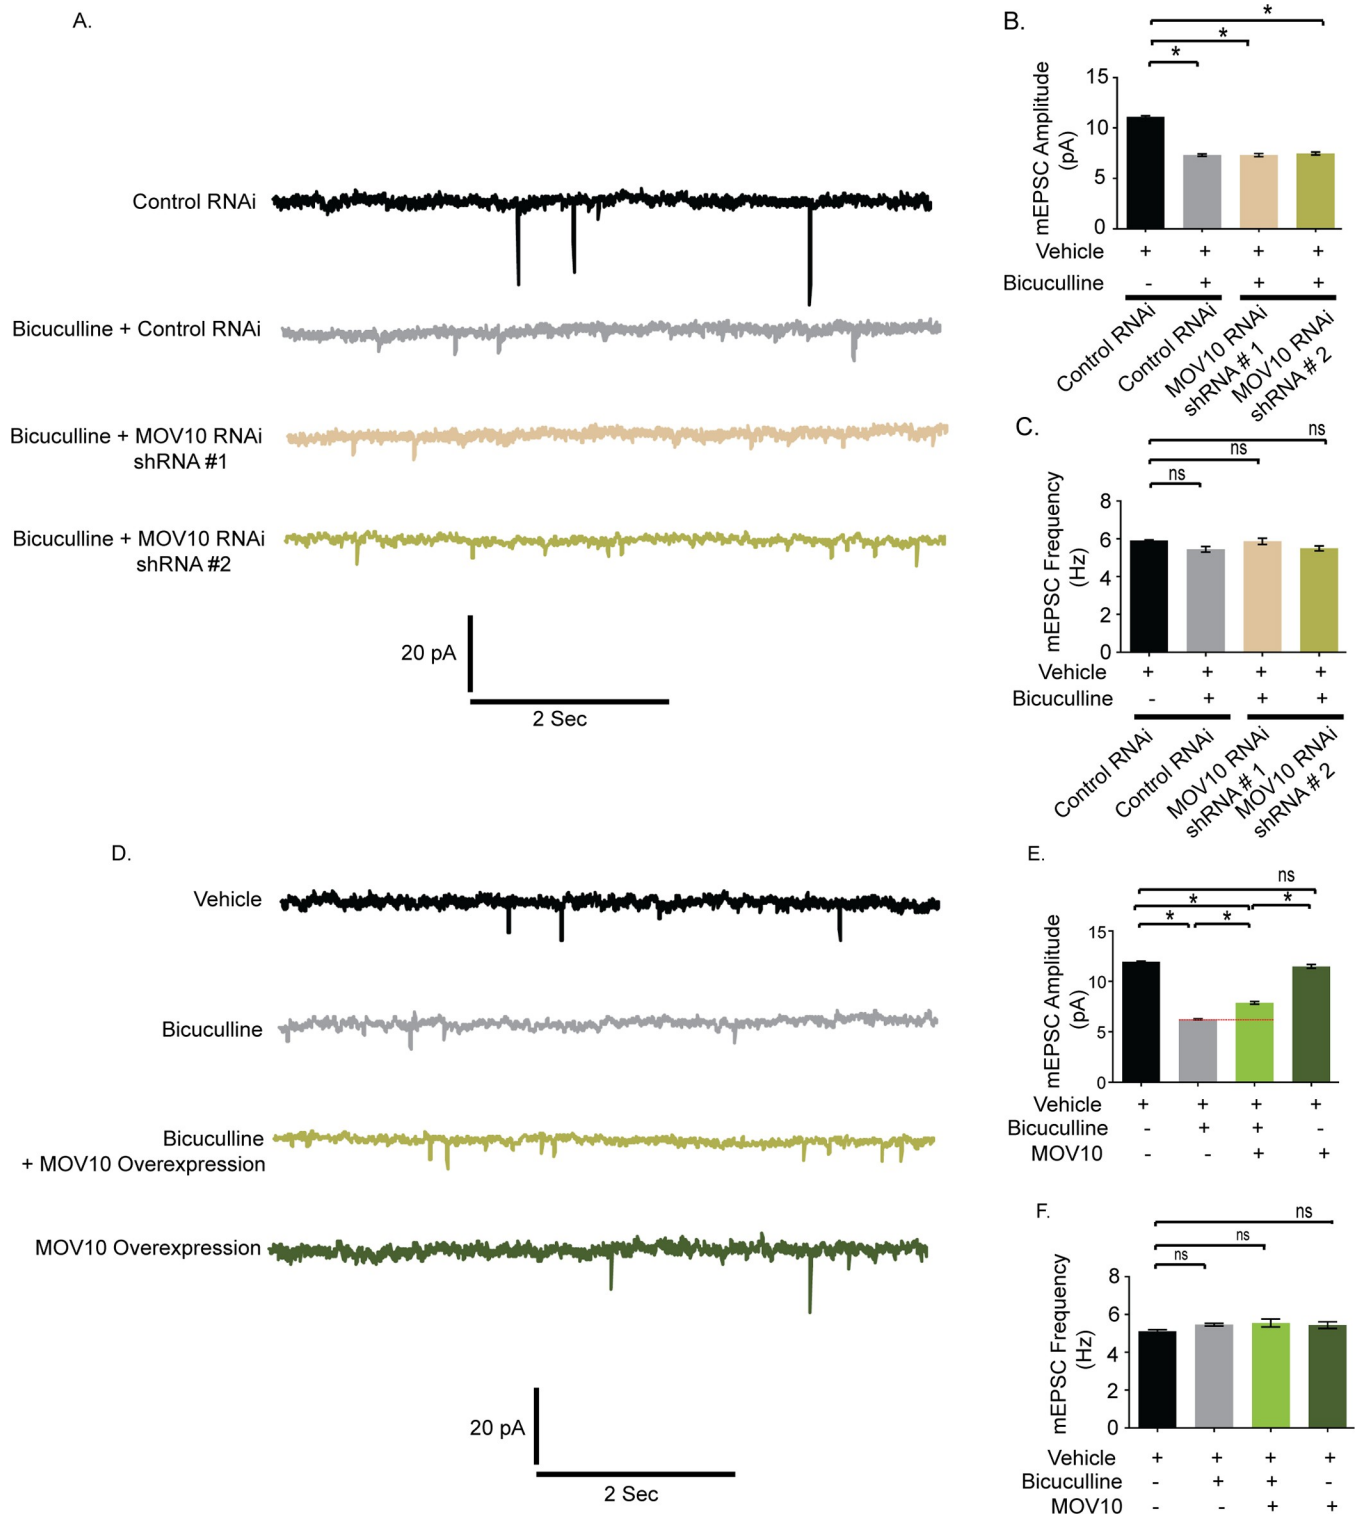 A.
Control RNAi
Bicuculline + Control RNAi
Bicuculline + MOV10 RNAi
shRNA #1
Bicuculline + MOV10 RNAi
shRNA #2
20 pA
2 Sec
B.
*
*
*
mEPSC Amplitude
(pA)
15
10
5
0
Vehicle + + + +
Bicuculline - + + +
Control RNAi
Control RNAi
MOV10 RNAi
shRNA # 1
MOV10 RNAi
shRNA # 2
C.
ns
ns
ns
mEPSC Frequency
(Hz)
8
6
4
2
0
Vehicle + + + +
Bicuculline - + + +
Control RNAi
Control RNAi
MOV10 RNAi
shRNA # 1
MOV10 RNAi
shRNA # 2
D.
Vehicle
Bicuculline
Bicuculline
+ MOV10 Overexpression
MOV10 Overexpression
20 pA
2 Sec
E.
ns
* *
* *
mEPSC Amplitude
(pA)
15
10
5
0
Vehicle + + + +
Bicuculline - + + -
MOV10 - - + +
F.
ns
ns
ns
mEPSC Frequency
(Hz)
8
6
4
2
0
Vehicle + + + +
Bicuculline - + + -
MOV10 - - + +